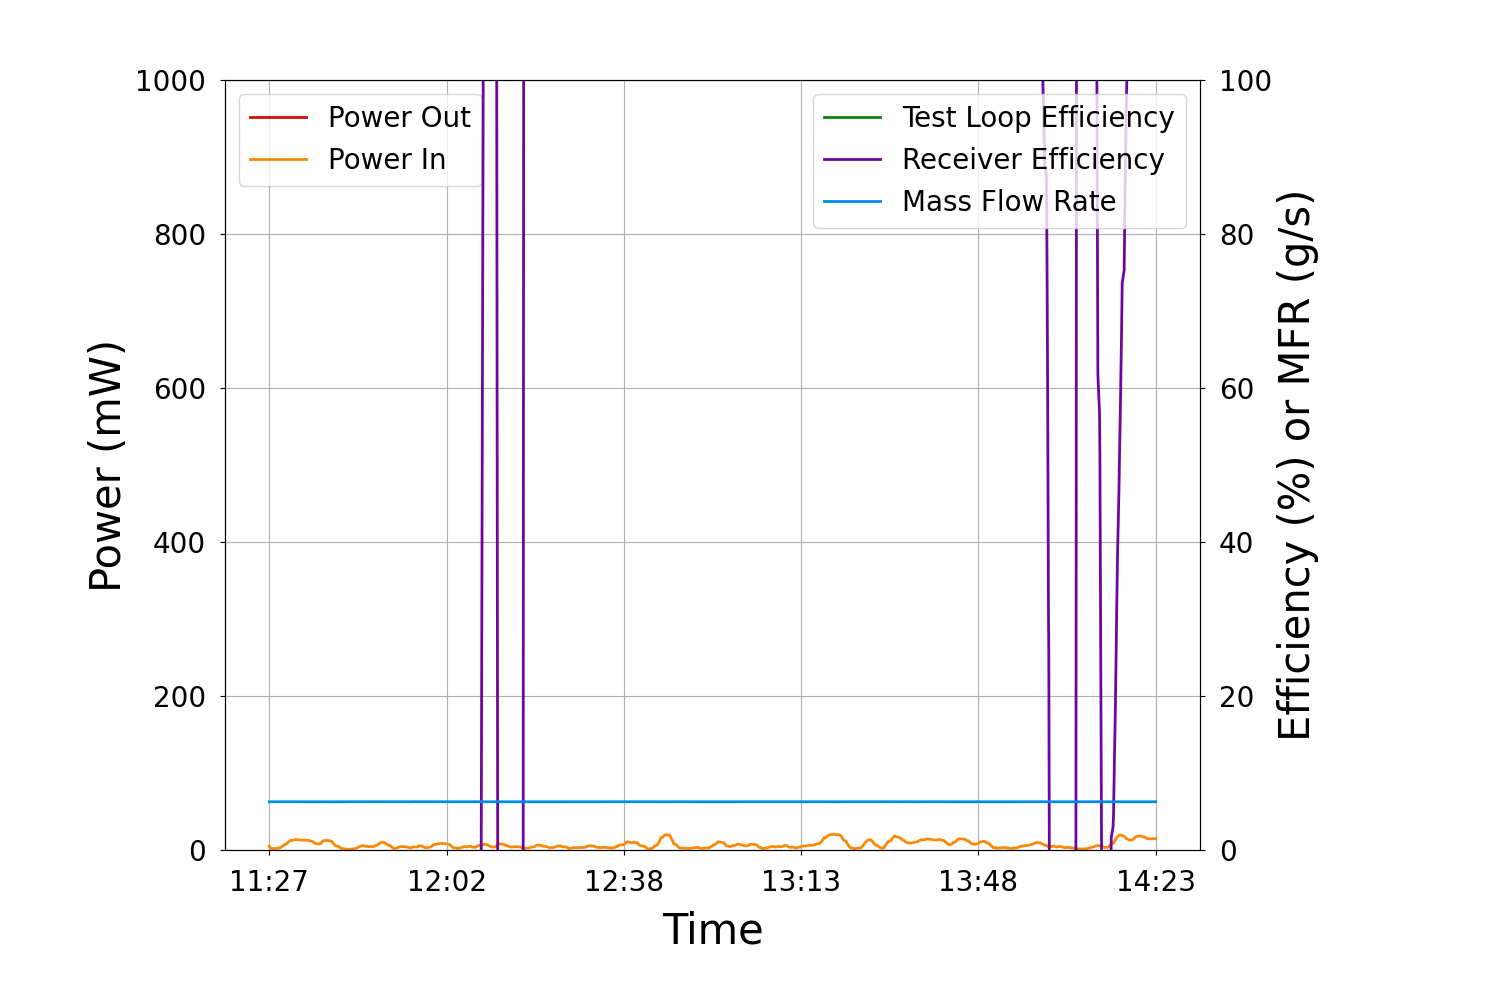 1000
800
600
400
200
0
Power (mW)
Power Out
Power In
Test Loop Efficiency
Receiver Efficiency
Mass Flow Rate
100
80
60
40
20
0
Efficiency (%) or MFR (g/s)
11:27 12:02 12:38 13:13 13:48 14:23
Time